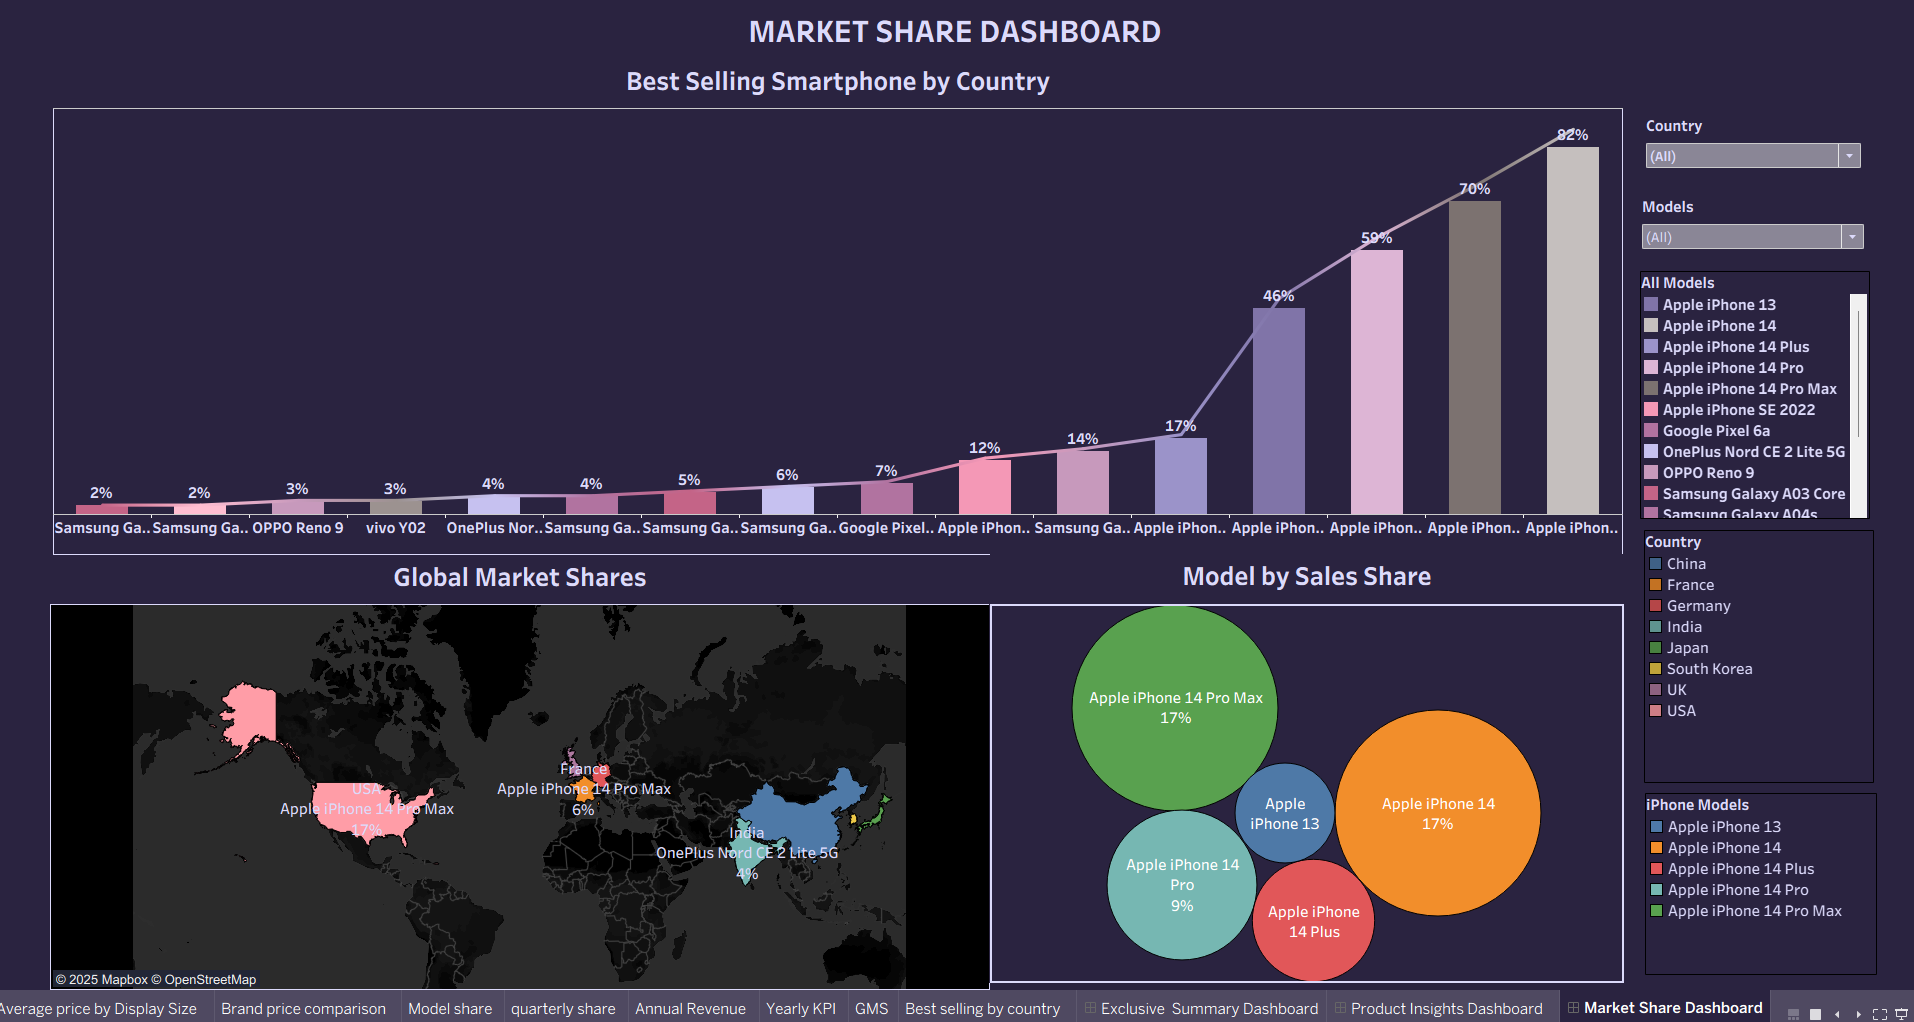 MARKET SHARE DASHBOARD
Best Selling Smartphone by Country
2%
2%
3%
3%
4%
4%
5%
6%
7%
12%
14%
17%
46%
59%
70%
82%
Samsung Ga..
Samsung Ga..
OPPO Reno 9
vivo Y02
OnePlus Nor..
Samsung Ga..
Samsung Ga..
Samsung Ga..
Google Pixel..
Apple iPhon..
Samsung Ga..
Apple iPhon..
Apple iPhon..
Apple iPhon..
Apple iPhon..
Apple iPhon..
Country
(All)
Models
(All)
All Models
Apple iPhone 13
Apple iPhone 14
Apple iPhone 14 Plus
Apple iPhone 14 Pro
Apple iPhone 14 Pro Max
Apple iPhone SE 2022
Google Pixel 6a
OnePlus Nord CE 2 Lite 5G
OPPO Reno 9
Samsung Galaxy A03 Core
Samsung Galaxy A04s
Country
China
France
Germany
India
Japan
South Korea
UK
USA
iPhone Models
Apple iPhone 13
Apple iPhone 14
Apple iPhone 14 Plus
Apple iPhone 14 Pro
Apple iPhone 14 Pro Max
Global Market Shares
USA
Apple iPhone 14 Pro Max
17%
France
Apple iPhone 14 Pro Max
6%
India
OnePlus Nord CE 2 Lite 5G
4%
© 2025 Mapbox © OpenStreetMap
Model by Sales Share
Apple iPhone 14 Pro Max
17%
Apple
iPhone 13
Apple iPhone 14
17%
Apple iPhone 14
Pro
9%
Apple iPhone
14 Plus
Average price by Display Size
Brand price comparison
Model share
quarterly share
Annual Revenue
Yearly KPI
GMS
Best selling by country
Exclusive Summary Dashboard
Product Insights Dashboard
Market Share Dashboard